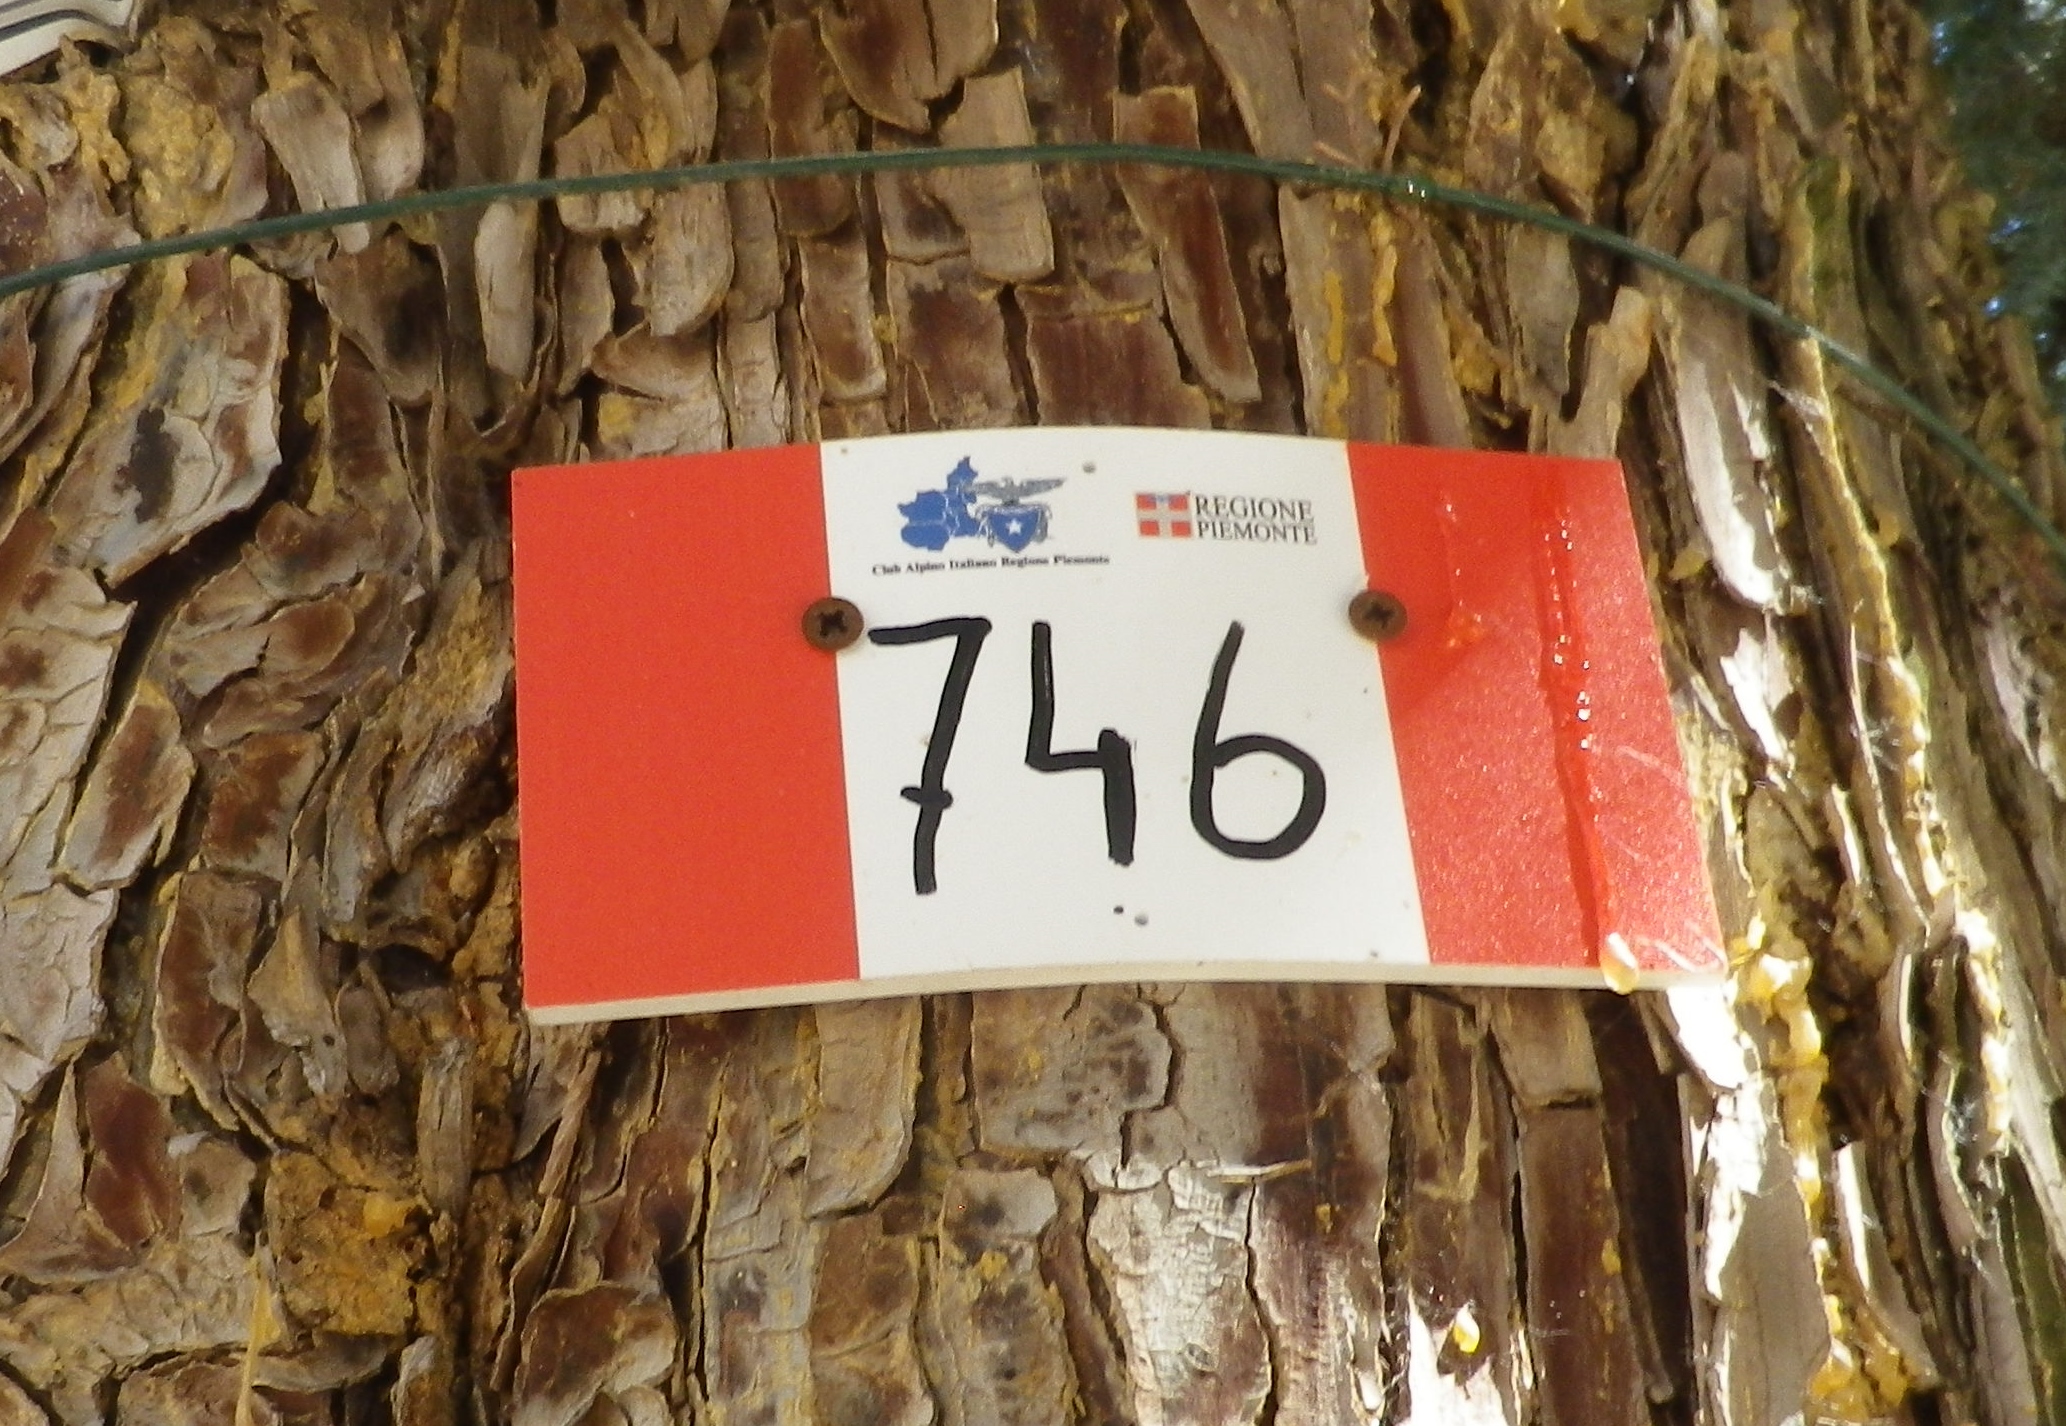 REGIONE
PIEMONTE
Club Alpino Italiano Regione Piemonte
746